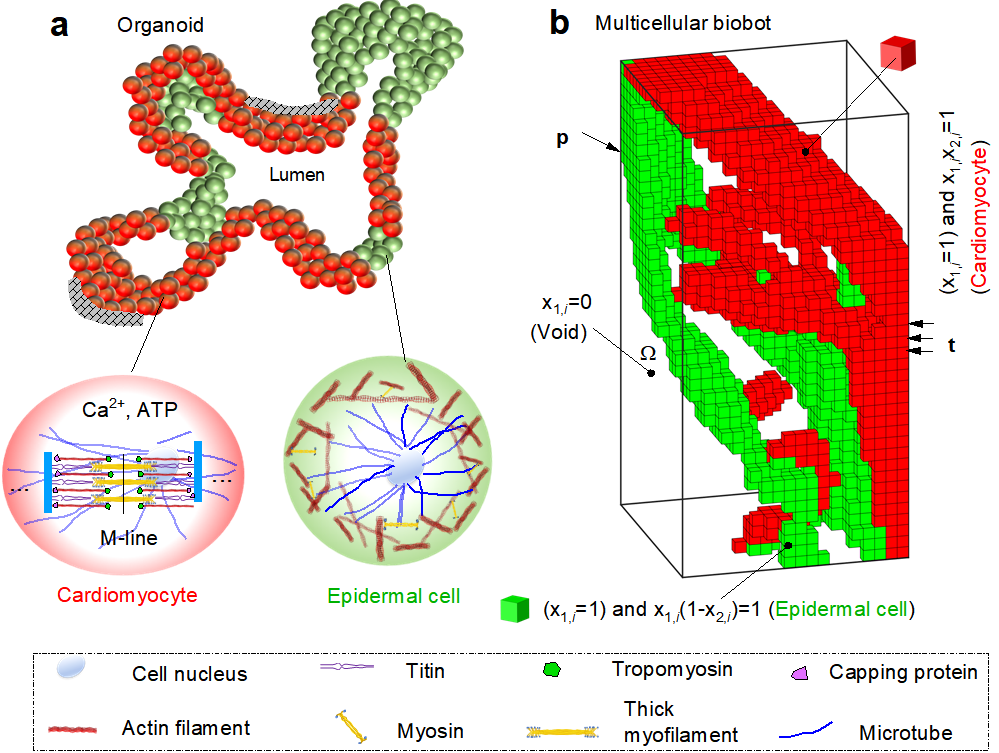 a
Organoid
Lumen
Ca2+, ATP
...
...
M-line
Cardiomyocyte
Epidermal cell
b
Multicellular biobot
p
x1,i=0
(Void)
Ω
t
(x1,i=1) and x1,ix2,i=1
(Cardiomyocyte)
(x1,i=1) and x1,i(1-x2,i)=1 (Epidermal cell)
Cell nucleus
Titin
Tropomyosin
Capping protein
Actin filament
Myosin
Thick
myofilament
Microtube